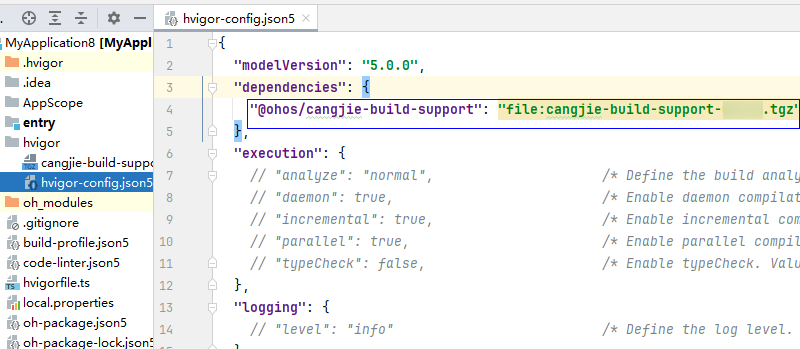 hvigor-config.json5
MyApplication8 [MyAppl
.hvigor
.idea
AppScope
entry
hvigor
cangjie-build-suppo
hvigor-config.json5
oh_modules
.gitignore
build-profile.json5
code-linter.json5
hvigorfile.ts
local.properties
oh-package.json5
oh-package-lock.json5
1 {
2 "modelVersion": "5.0.0",
3 "dependencies": {
4 "@ohos/cangjie-build-support": "file:cangjie-build-support- .tgz"
5 },
6 "execution": {
7 // "analyze": "normal", /* Define the build analy
8 // "daemon": true, /* Enable daemon compilat
9 // "incremental": true, /* Enable incremental com
10 // "parallel": true, /* Enable parallel compil
11 // "typeCheck": false, /* Enable typeCheck. Valu
12 },
13 "logging": {
14 // "level": "info" /* Define the log level.